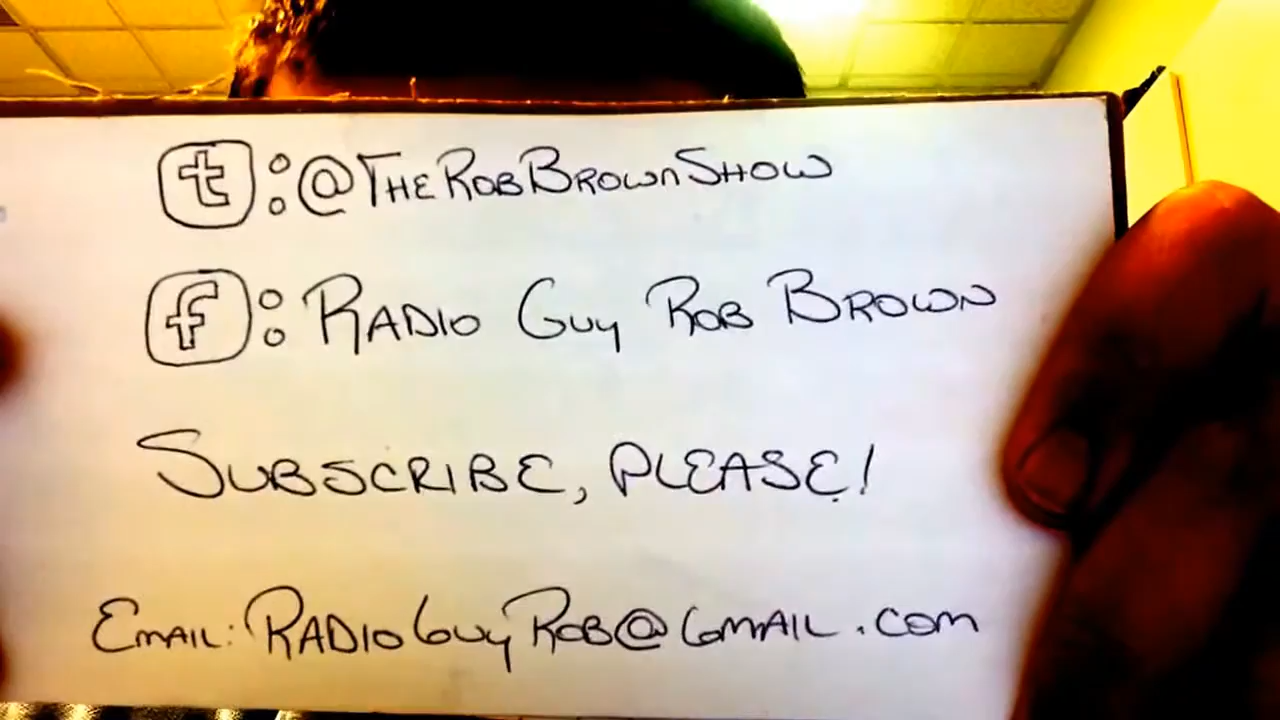 t: @TheRobBrownShow
f: Radio Guy Rob Brown
Subscribe, Please!
Email: RadioGuyRob@Gmail.com